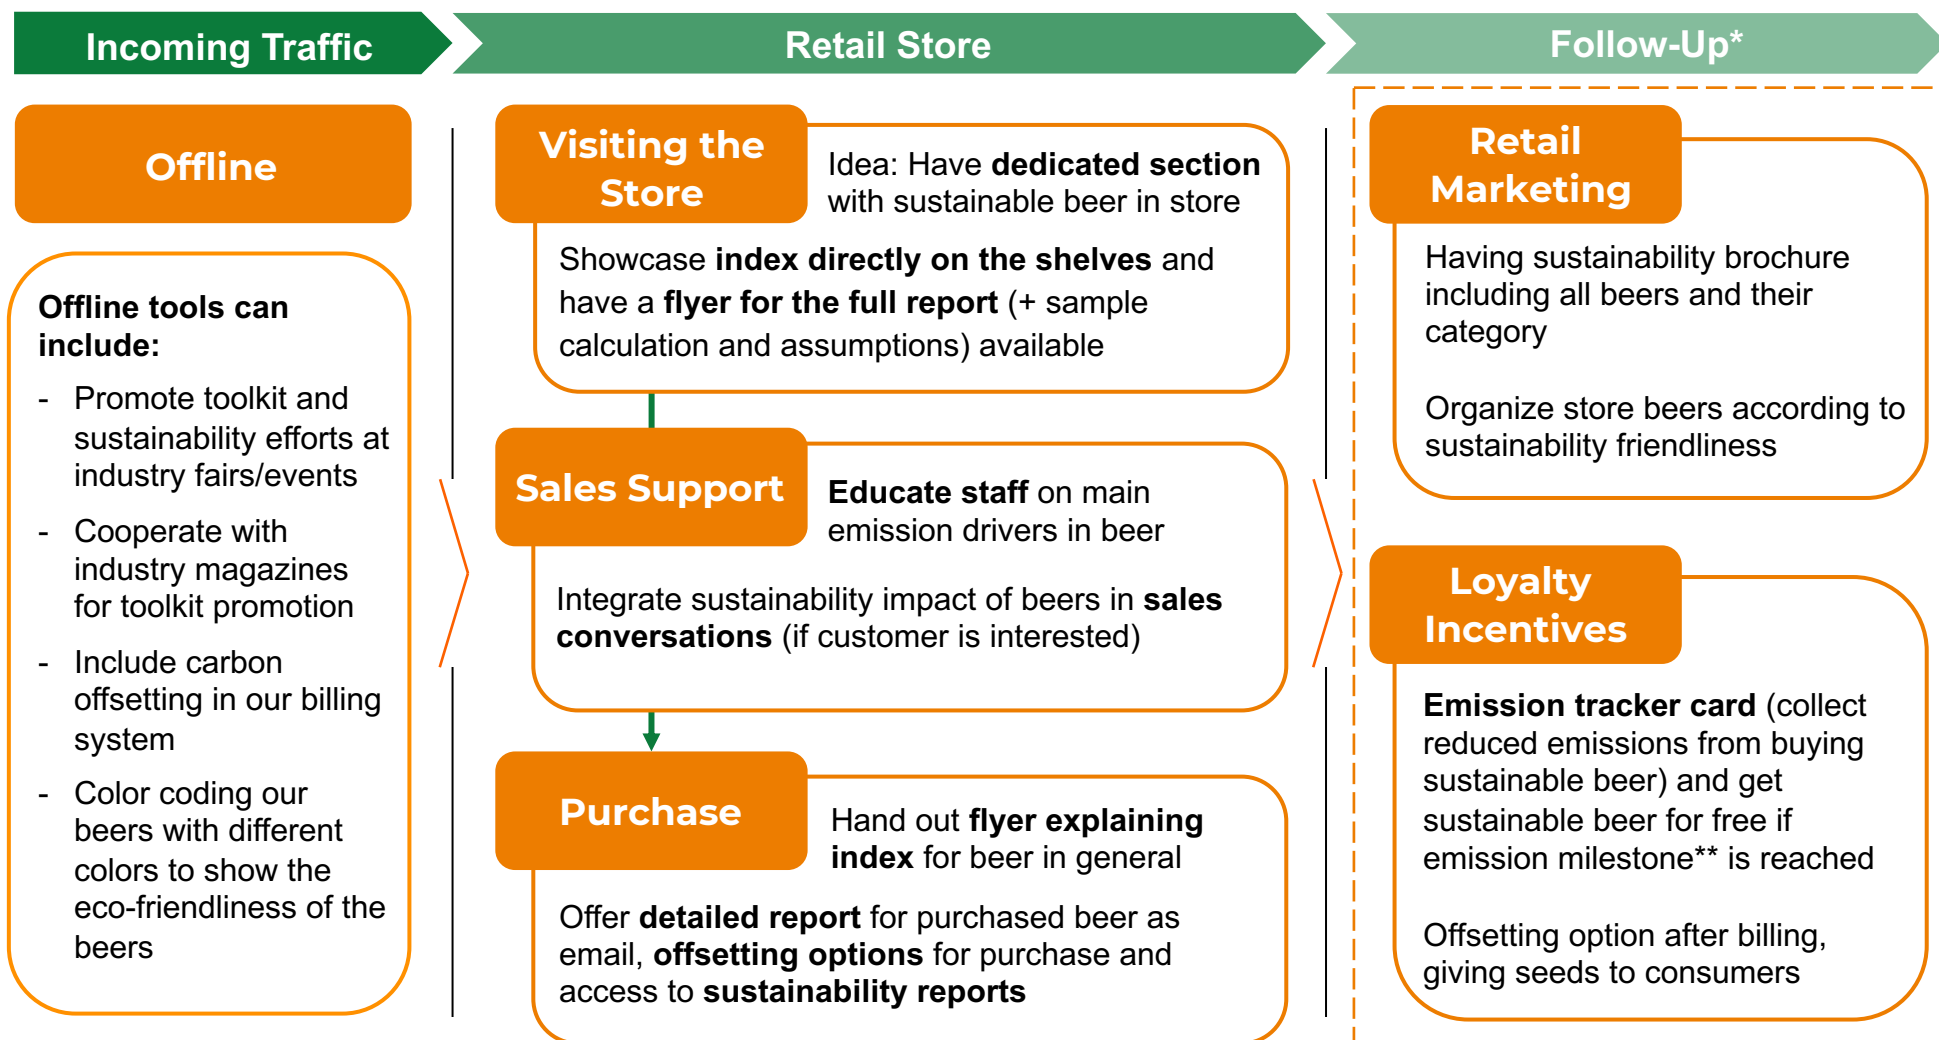 Incoming Traffic
Retail Store
Follow-Up*
Offline
Offline tools can
include:
- Promote toolkit and
sustainability efforts at
industry fairs/events
- Cooperate with
industry magazines
for toolkit promotion
- Include carbon
offsetting in our billing
system
- Color coding our
beers with different
colors to show the
eco-friendliness of the
beers
Visiting the
Store
Idea: Have dedicated section
with sustainable beer in store
Showcase index directly on the shelves and
have a flyer for the full report (+ sample
calculation and assumptions) available
Sales Support
Educate staff on main
emission drivers in beer
Integrate sustainability impact of beers in sales
conversations (if customer is interested)
Purchase
Hand out flyer explaining
index for beer in general
Offer detailed report for purchased beer as
email, offsetting options for purchase and
access to sustainability reports
Retail
Marketing
Having sustainability brochure
including all beers and their
category
Organize store beers according to
sustainability friendliness
Loyalty
Incentives
Emission tracker card (collect
reduced emissions from buying
sustainable beer) and get
sustainable beer for free if
emission milestone** is reached
Offsetting option after billing,
giving seeds to consumers